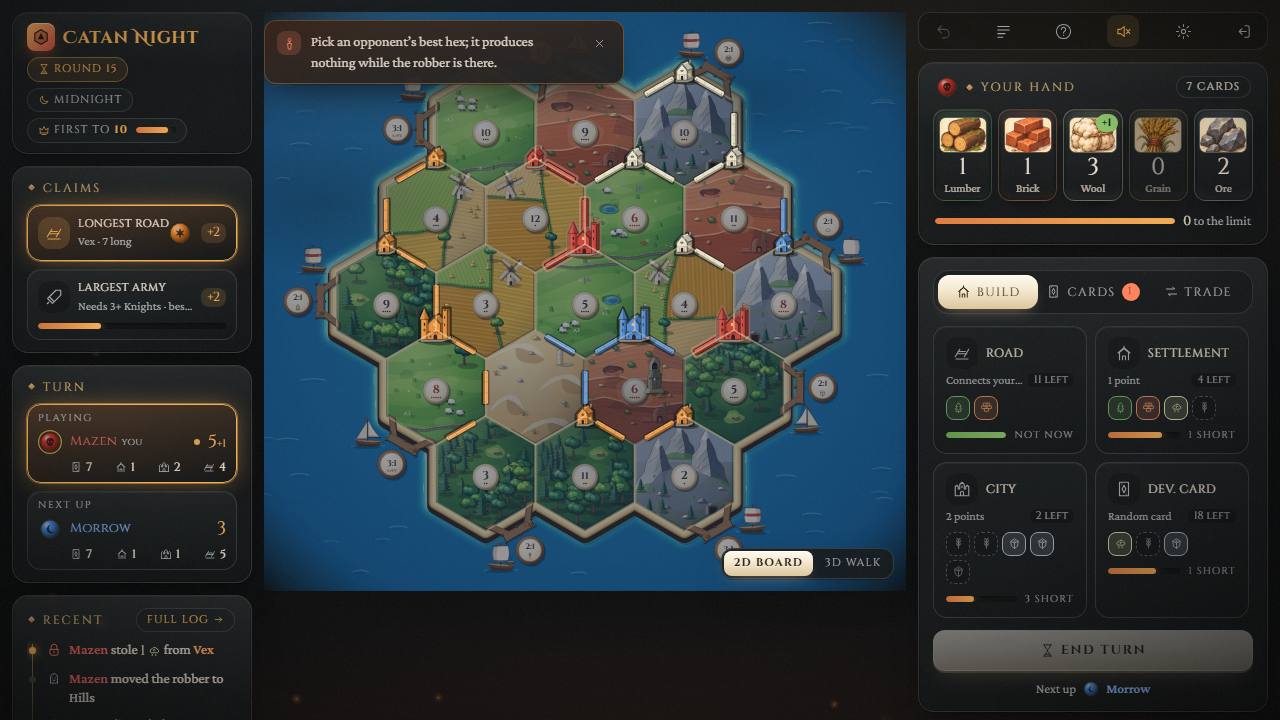 CATAN NIGHT
ROUND 15
MIDNIGHT
FIRST TO 10
CLAIMS
LONGEST ROAD
Vex · 7 long
+2
LARGEST ARMY
Needs 3+ Knights · bes...
+2
TURN
PLAYING
MAZEN YOU
5+1
7 1 2 4
NEXT UP
MORROW
3
7 1 1 5
RECENT
FULL LOG →
Mazen stole 1 from Vex
Mazen moved the robber to
Hills
Pick an opponent's best hex; it produces
nothing while the robber is there.
2:1
3:1
10
9
10
4
12
6
11
2:1
2:1
9
3
5
4
8
8
6
5
2:1
3:1
3
11
2
2:1
2D BOARD
3D WALK
YOUR HAND
7 CARDS
+1
1
1
3
0
2
Lumber
Brick
Wool
Grain
Ore
0 to the limit
BUILD
CARDS
1
TRADE
ROAD
Connects your...
11 LEFT
NOT NOW
SETTLEMENT
1 point
4 LEFT
1 SHORT
CITY
2 points
2 LEFT
3 SHORT
DEV. CARD
Random card
18 LEFT
1 SHORT
END TURN
Next up Morrow